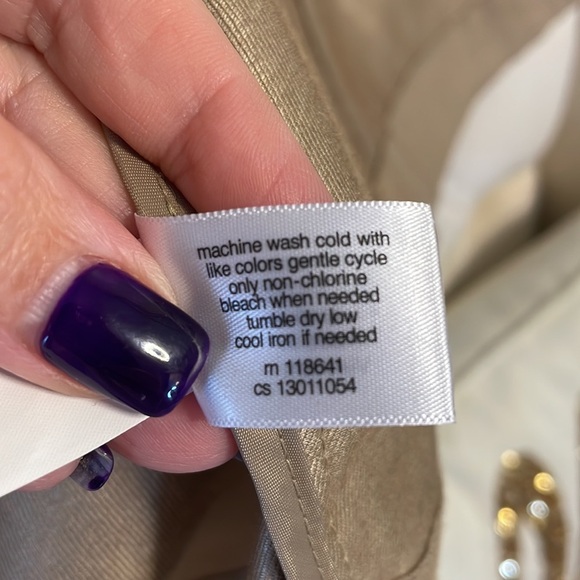 machine wash cold with
like colors gentle cycle
only non-chlorine
bleach when needed
tumble dry low
cool iron if needed
rn 118641
cs 13011054